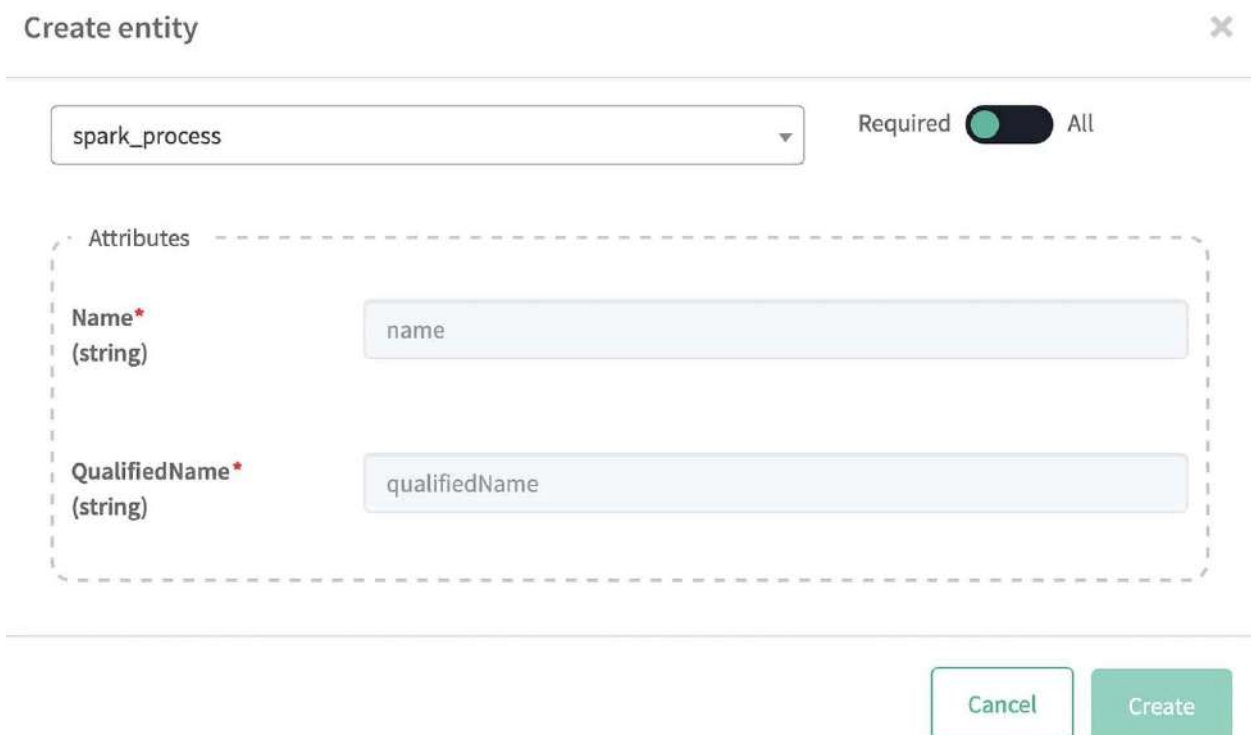 Create entity
spark_process
Required All
Attributes
Name*
(string)
name
QualifiedName*
(string)
qualifiedName
Cancel Create